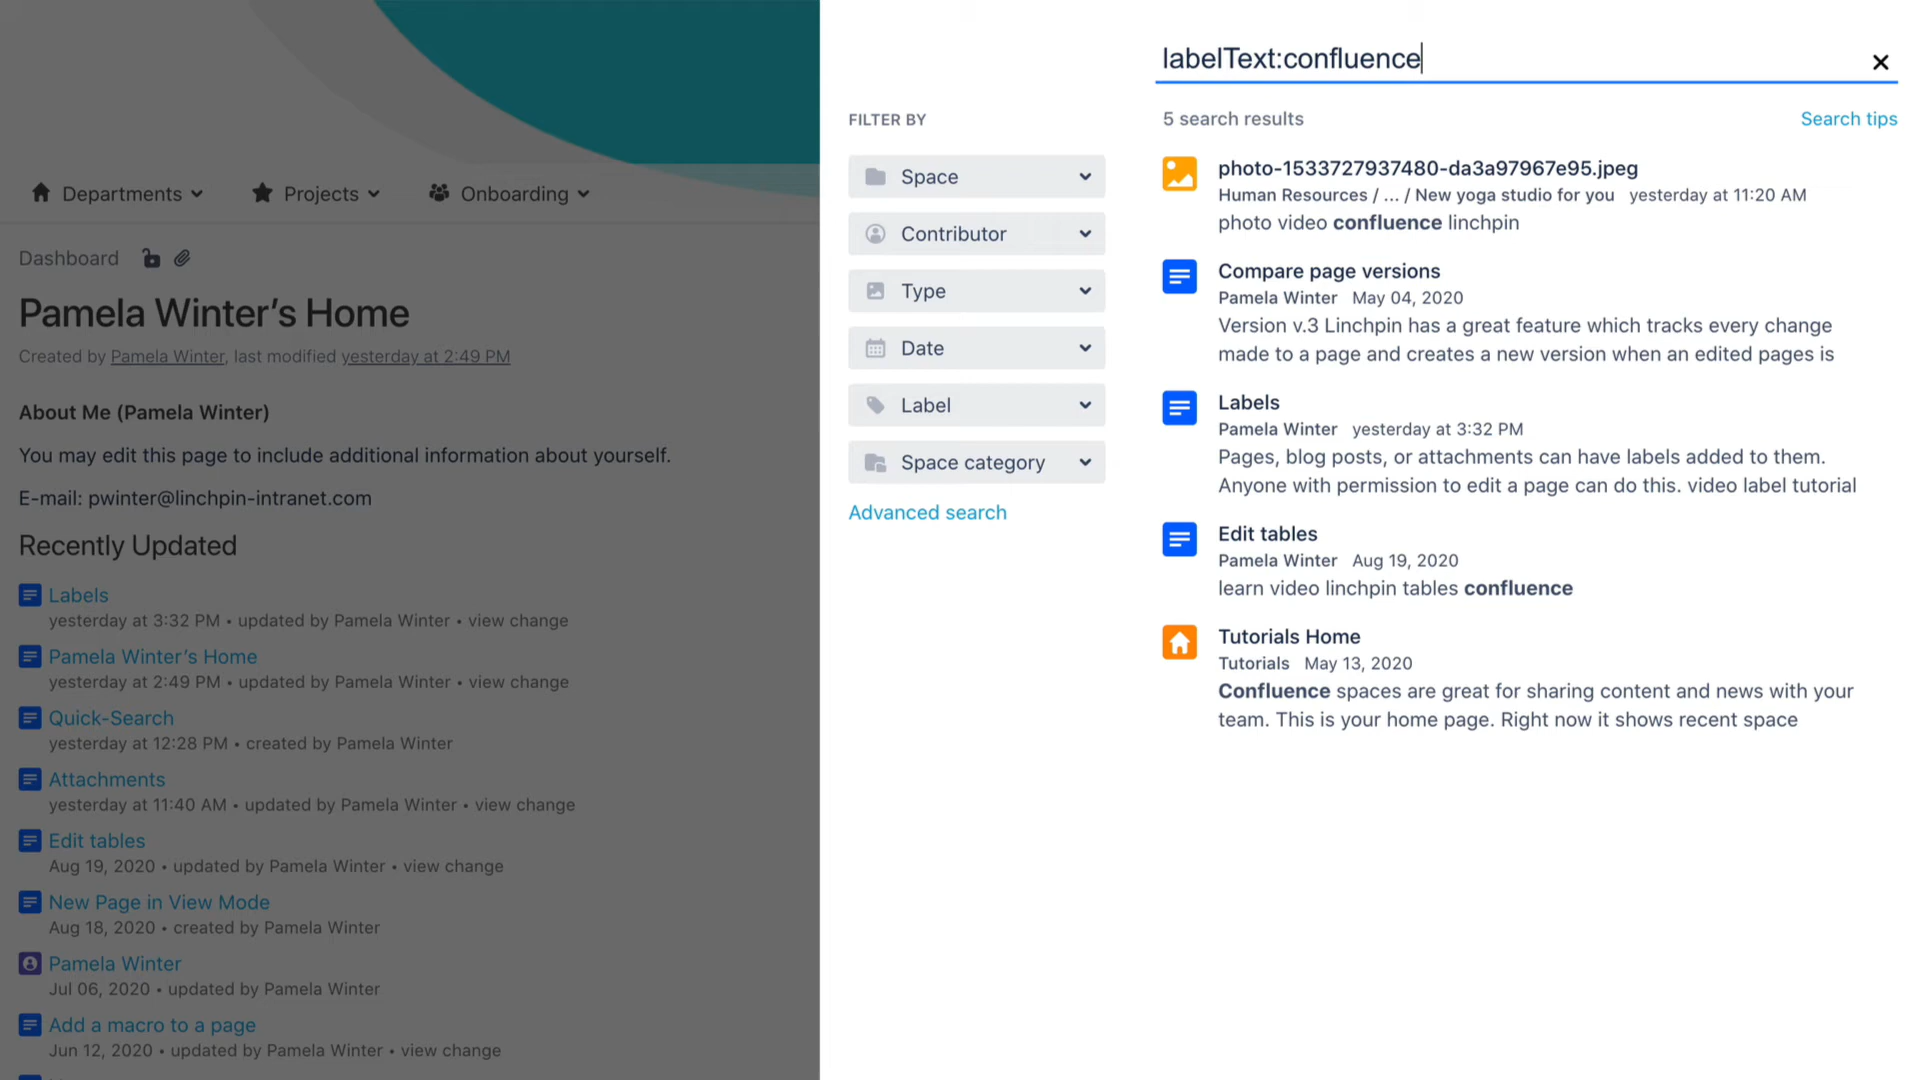 Departments
Projects
Onboarding
Dashboard
Pamela Winter’s Home
Created by Pamela Winter, last modified yesterday at 2:49 PM
About Me (Pamela Winter)
You may edit this page to include additional information about yourself.
E-mail: pwinter@linchpin-intranet.com
Recently Updated
Labels
yesterday at 3:32 PM • updated by Pamela Winter • view change
Pamela Winter’s Home
yesterday at 2:49 PM • updated by Pamela Winter • view change
Quick-Search
yesterday at 12:28 PM • created by Pamela Winter
Attachments
yesterday at 11:40 AM • updated by Pamela Winter • view change
Edit tables
Aug 19, 2020 • updated by Pamela Winter • view change
New Page in View Mode
Aug 18, 2020 • created by Pamela Winter
Pamela Winter
Jul 06, 2020 • updated by Pamela Winter
Add a macro to a page
Jun 12, 2020 • updated by Pamela Winter • view change
FILTER BY
Space
Contributor
Type
Date
Label
Space category
Advanced search
labelText:confluence
5 search results
Search tips
photo-1533727937480-da3a97967e95.jpeg
Human Resources / ... / New yoga studio for you yesterday at 11:20 AM
photo video confluence linchpin
Compare page versions
Pamela Winter May 04, 2020
Version v.3 Linchpin has a great feature which tracks every change
made to a page and creates a new version when an edited pages is
Labels
Pamela Winter yesterday at 3:32 PM
Pages, blog posts, or attachments can have labels added to them.
Anyone with permission to edit a page can do this. video label tutorial
Edit tables
Pamela Winter Aug 19, 2020
learn video linchpin tables confluence
Tutorials Home
Tutorials May 13, 2020
Confluence spaces are great for sharing content and news with your
team. This is your home page. Right now it shows recent space